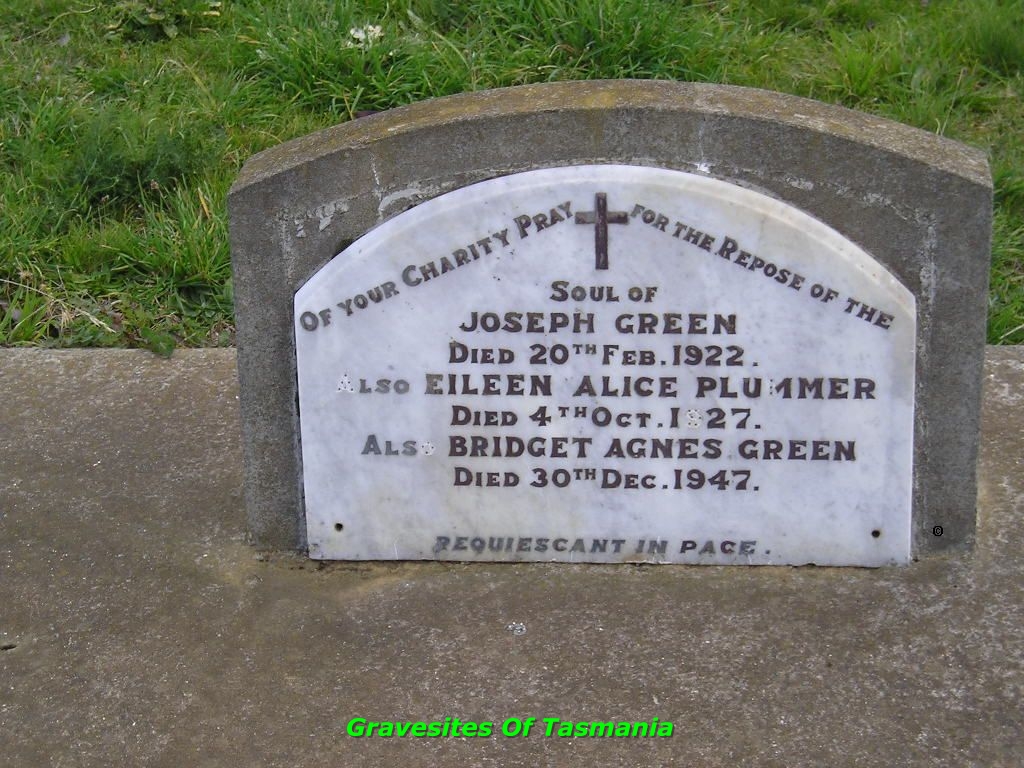 OF YOUR CHARITY PRAY FOR THE REPOSE OF THE
SOUL OF
JOSEPH GREEN
DIED 20TH FEB. 1922.
ALSO EILEEN ALICE PLUMMER
DIED 4TH OCT. 1927.
ALSO BRIDGET AGNES GREEN
DIED 30TH DEC. 1947.
REQUIESCANT IN PACE.
©
Gravesites Of Tasmania